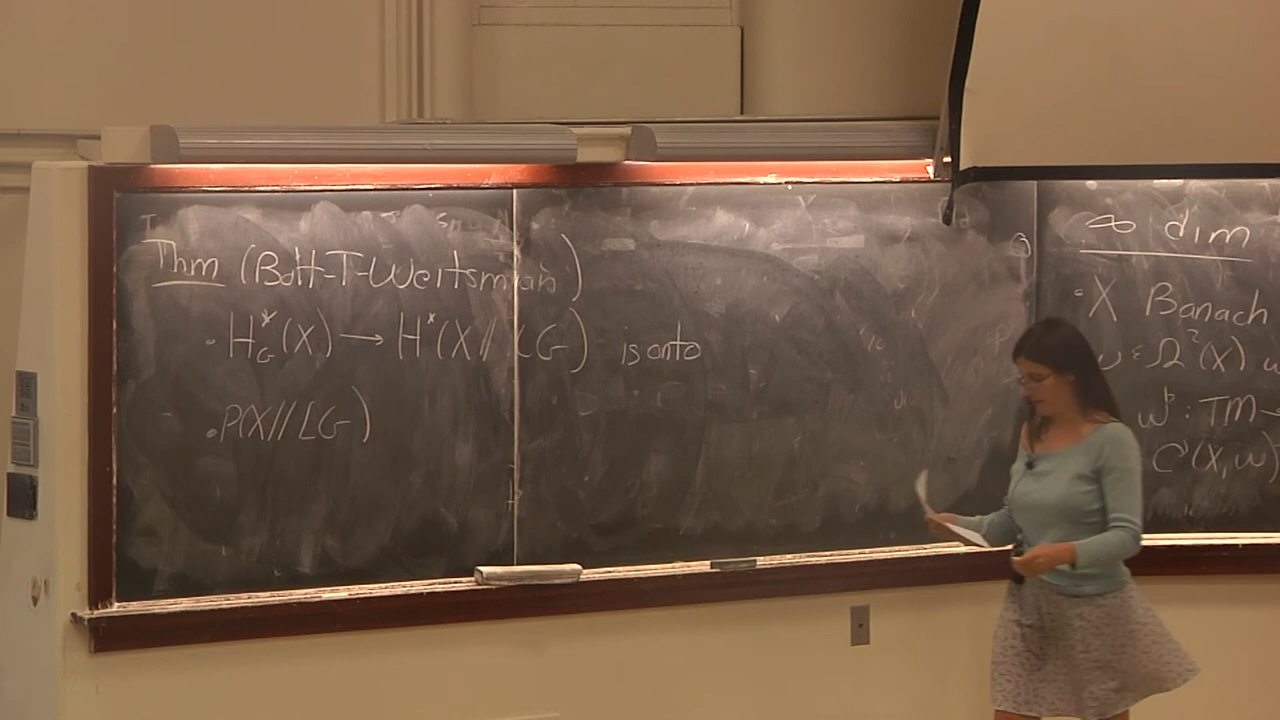 Thm (Bott-T-Weitsman)
· H*_G(X) → H*(X//LG) is onto
· P(X//LG)
∞ dim
· X Banach
ω ∈ Ω²(X)
ω♭: TM→
(X, ω)